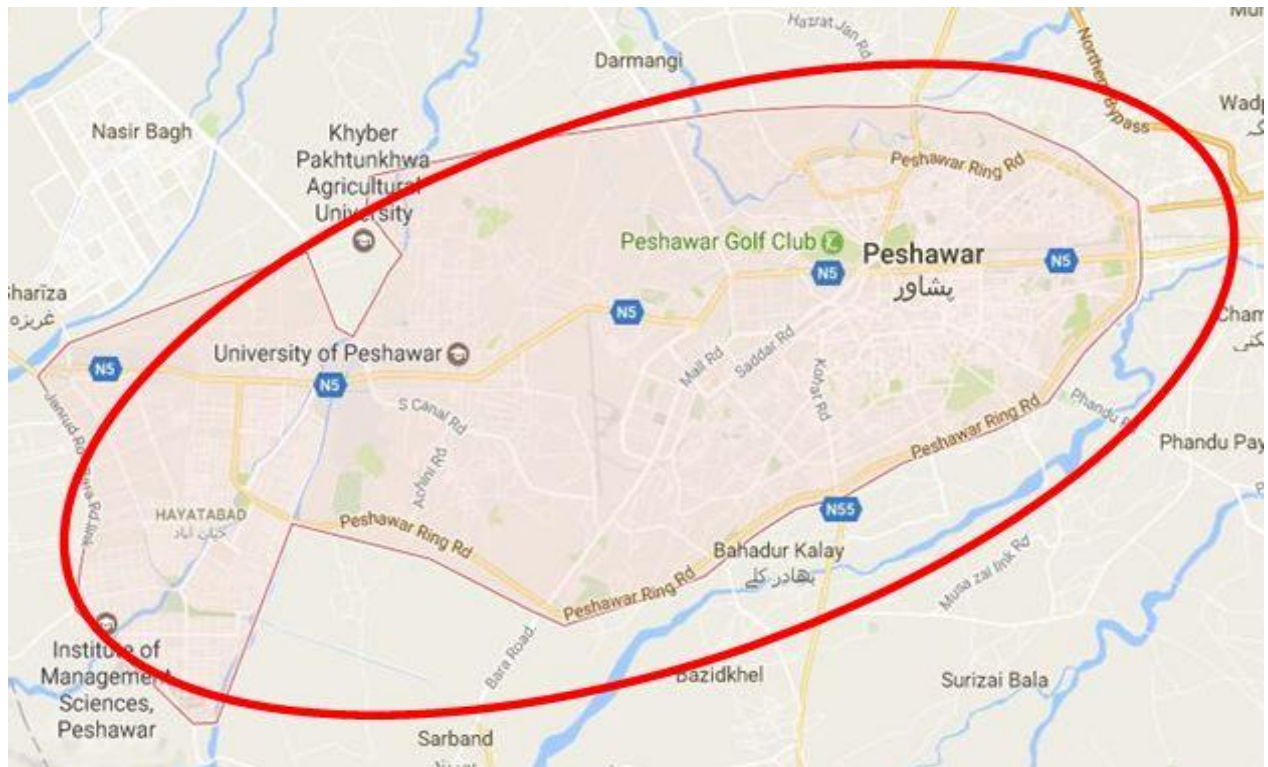 Hazrat Jan Rd
Darmangi
Northern Bypass
Nasir Bagh
Khyber
Pakhtunkhwa
Agricultural
University
Peshawar Ring Rd
Peshawar Golf Club
Peshawar
پشاور
N5
N5
N5
غریزه
University of Peshawar
N5
N5
Mall Rd
Saddar Rd
Kohat Rd
S Canal Rd
Achini Rd
Phandu
Peshawar Ring Rd
Phandu Pay
HAYATABAD
حیات آباد
Peshawar Ring Rd
N55
Bahadur Kalay
بهادر کلے
Peshawar Ring Rd
Musa zai link Rd
Institute of
Management
Sciences,
Peshawar
Bara Road
Bazidkhel
Surizai Bala
Sarband